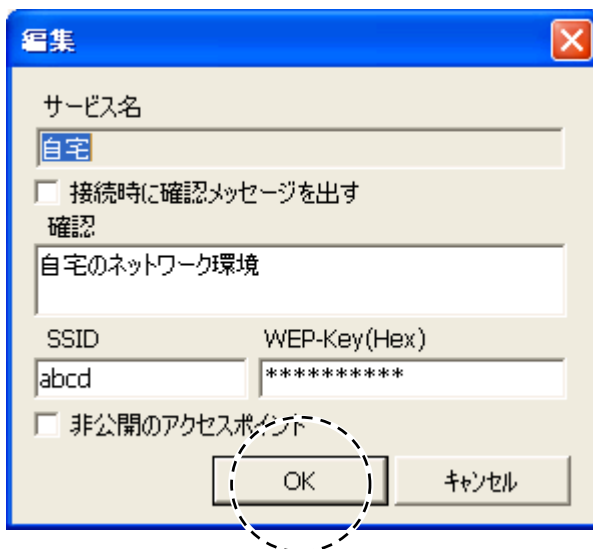 編集
サービス名
自宅
接続時に確認メッセージを出す
確認
自宅のネットワーク環境
SSID WEP-Key(Hex)
abcd **********
非公開のアクセスポイント
OK キャンセル